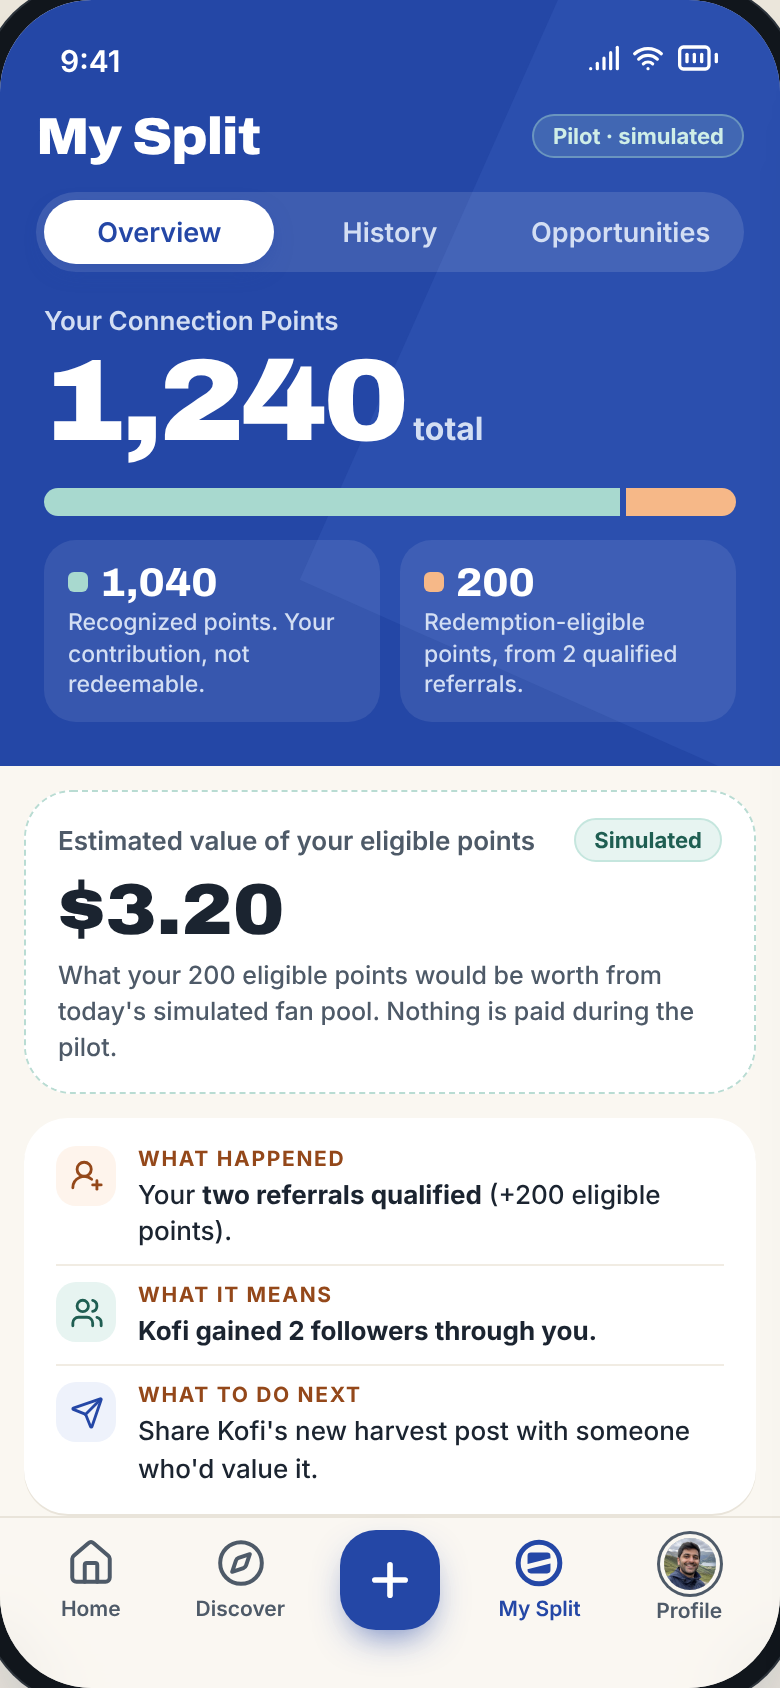 9:41
My Split
Pilot · simulated
Overview
History
Opportunities
Your Connection Points
1,240 total
1,040
Recognized points. Your
contribution, not
redeemable.
200
Redemption-eligible
points, from 2 qualified
referrals.
Estimated value of your eligible points
Simulated
$3.20
What your 200 eligible points would be worth from
today's simulated fan pool. Nothing is paid during the
pilot.
WHAT HAPPENED
Your two referrals qualified (+200 eligible
points).
WHAT IT MEANS
Kofi gained 2 followers through you.
WHAT TO DO NEXT
Share Kofi's new harvest post with someone
who'd value it.
Home
Discover
My Split
Profile